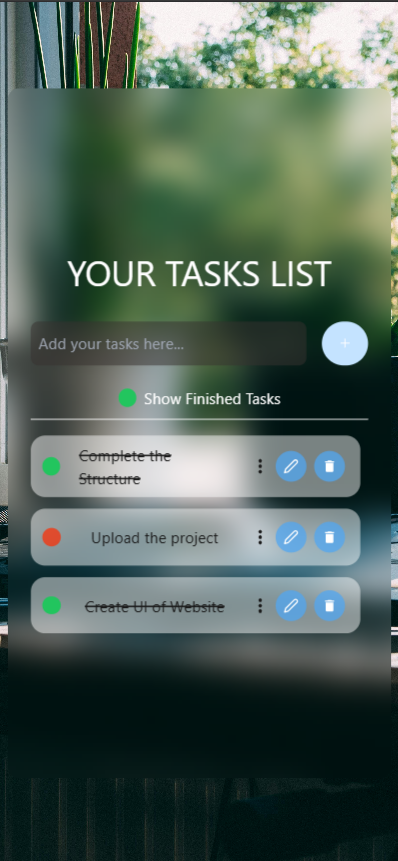 YOUR TASKS LIST
Add your tasks here...
+
Show Finished Tasks
Complete the
Structure
Upload the project
Create UI of Website